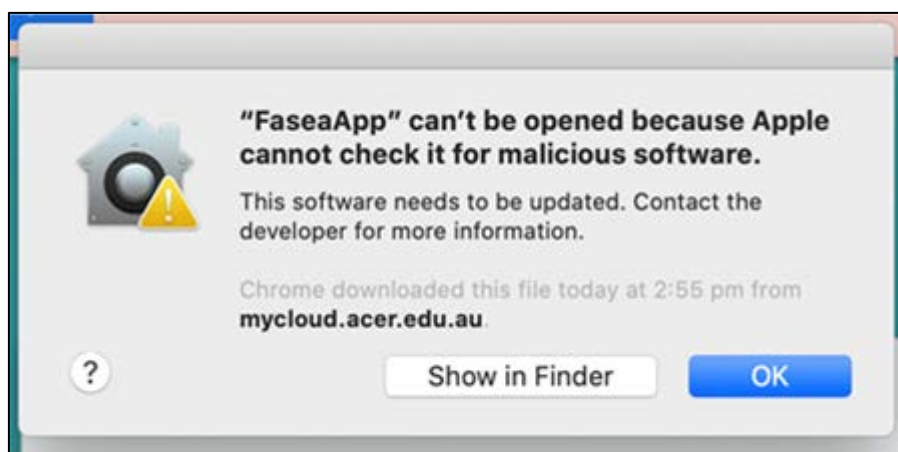 “FaseaApp” can’t be opened because Apple
cannot check it for malicious software.
This software needs to be updated. Contact the
developer for more information.
Chrome downloaded this file today at 2:55 pm from
mycloud.acer.edu.au.
?
Show in Finder
OK